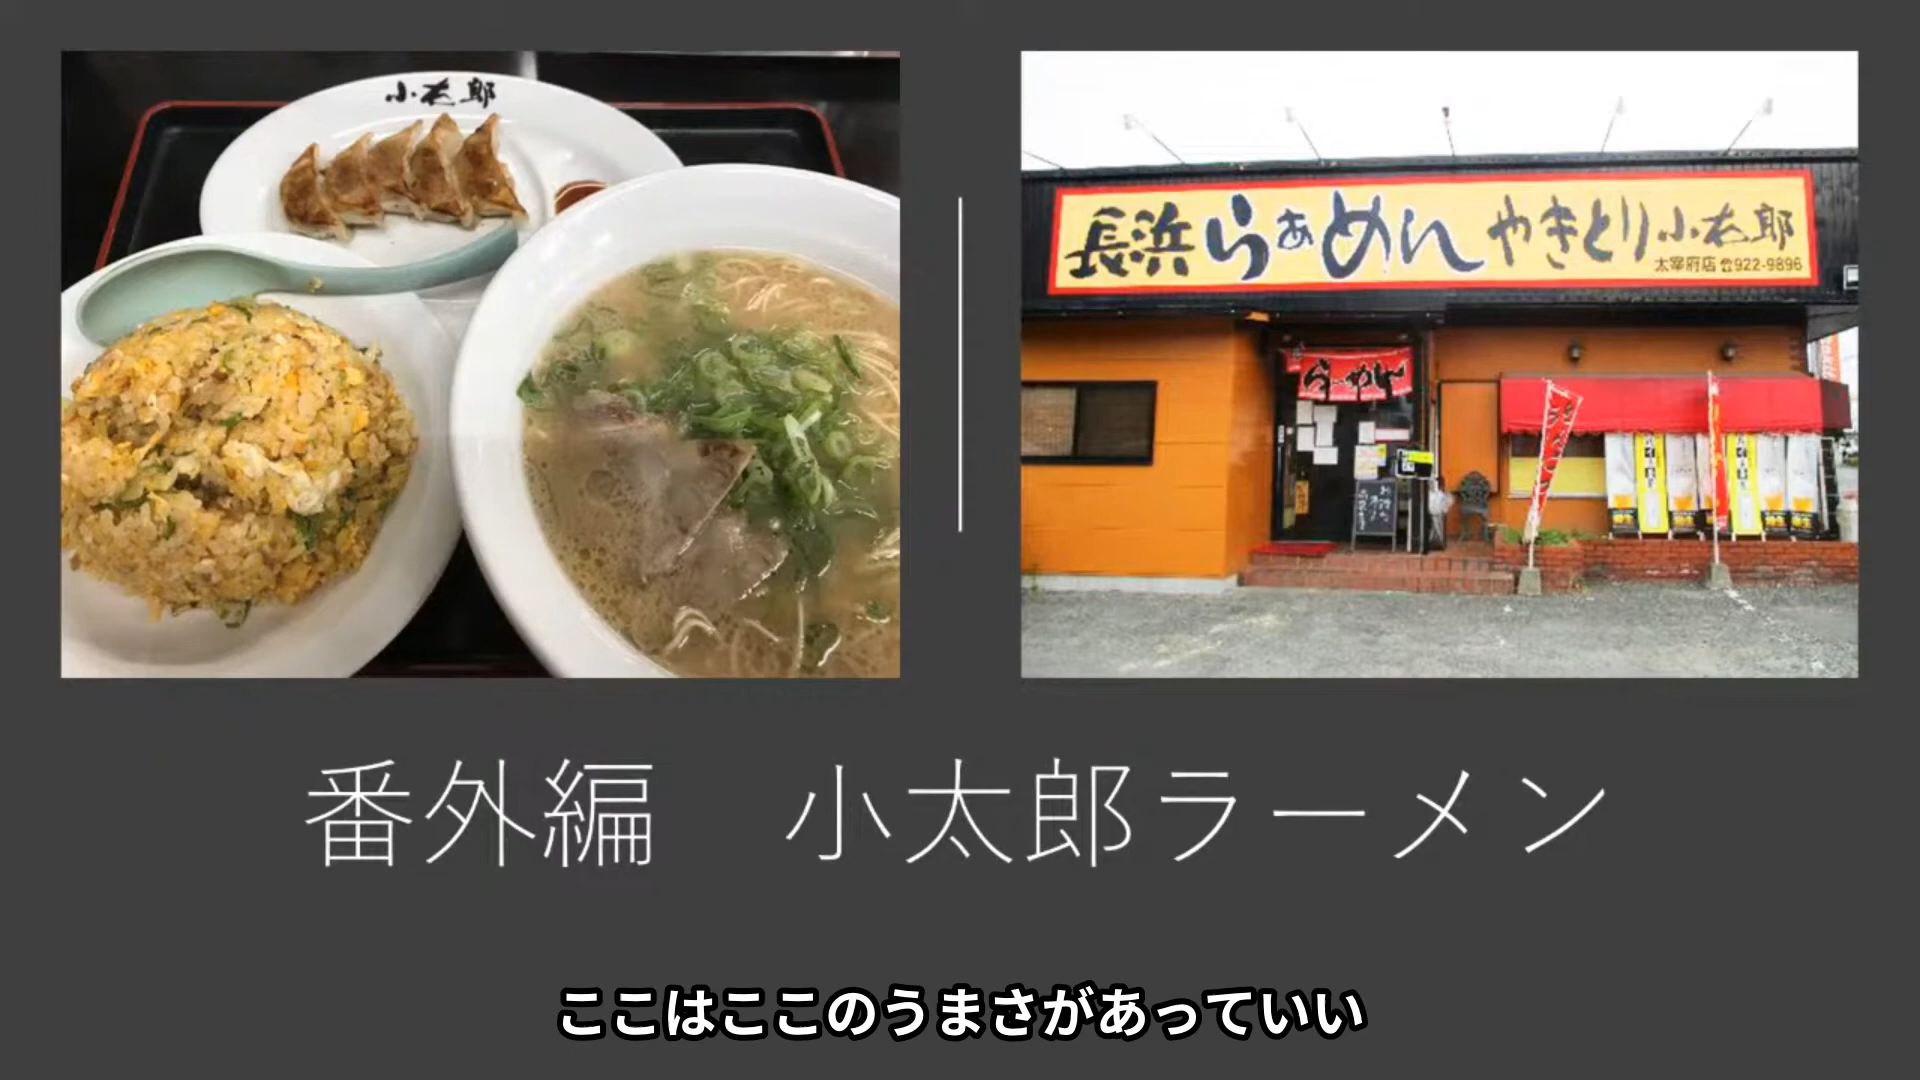 小太郎
長浜らぁめん やきとり小太郎
太宰府店☎922-9896
らーめん
番外編 小太郎ラーメン
ここはここのうまさがあっていい